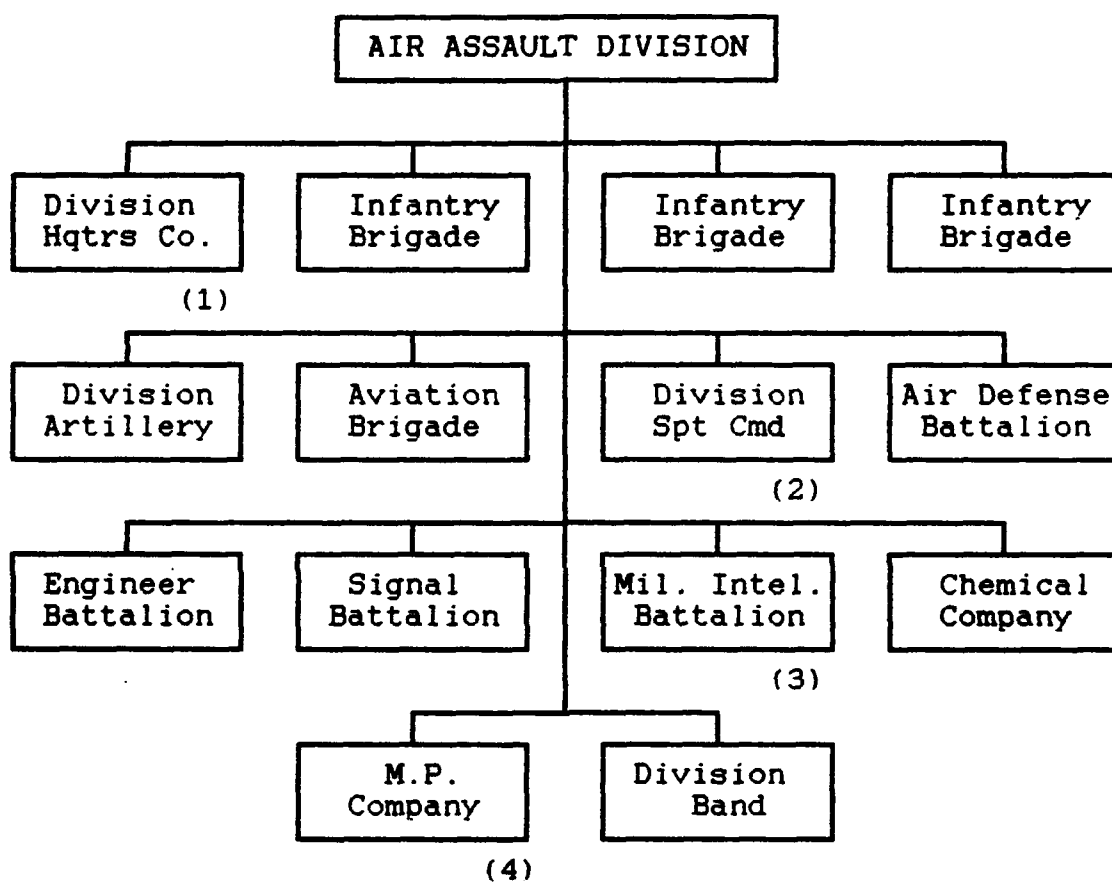 AIR ASSAULT DIVISION
Division
Hqtrs Co.
Infantry
Brigade
Infantry
Brigade
Infantry
Brigade
(1)
Division
Artillery
Aviation
Brigade
Division
Spt Cmd
Air Defense
Battalion
(2)
Engineer
Battalion
Signal
Battalion
Mil. Intel.
Battalion
Chemical
Company
(3)
M.P.
Company
Division
Band
(4)